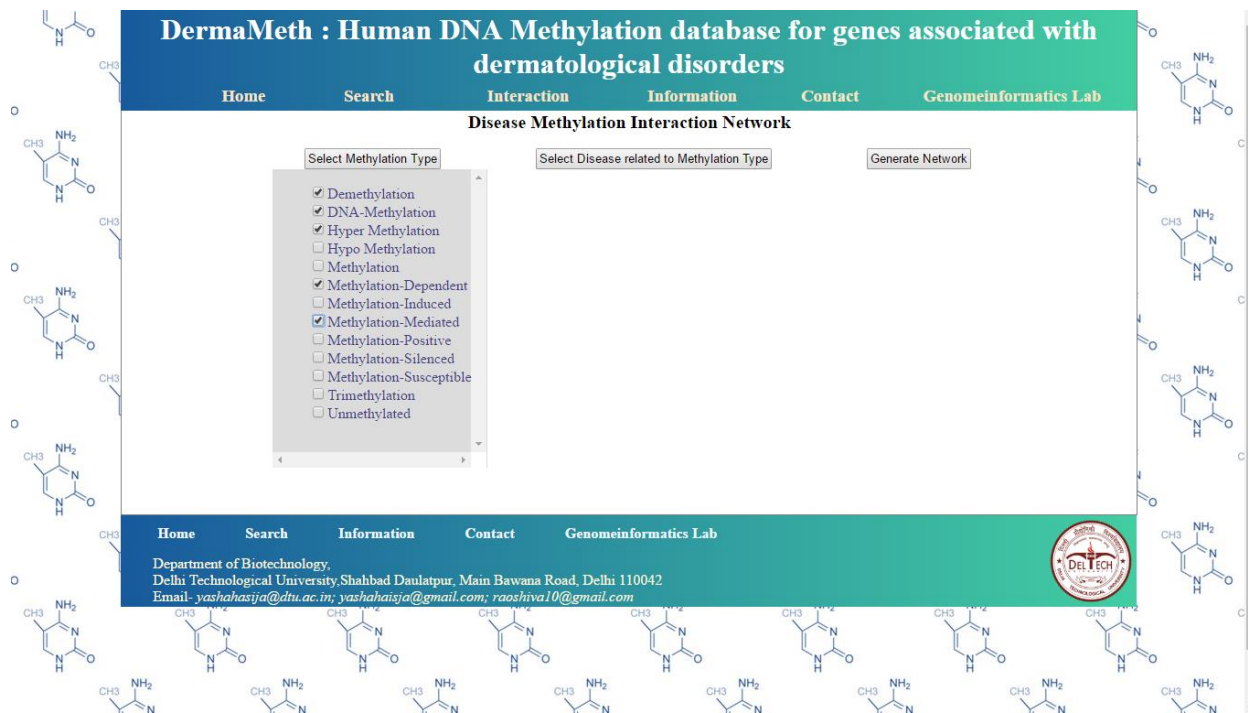 DermaMeth : Human DNA Methylation database for genes associated with
dermatological disorders
Home Search Interaction Information Contact Genomeinformatics Lab
Disease Methylation Interaction Network
Select Methylation Type Select Disease related to Methylation Type Generate Network
Demethylation
DNA-Methylation
Hyper Methylation
Hypo Methylation
Methylation
Methylation-Dependent
Methylation-Induced
Methylation-Mediated
Methylation-Positive
Methylation-Silenced
Methylation-Susceptible
Trimethylation
Unmethylated
Home Search Information Contact Genomeinformatics Lab
Department of Biotechnology,
Delhi Technological University,Shahbad Daulatpur, Main Bawana Road, Delhi 110042
Email- yashahasija@dtu.ac.in; yashahaisja@gmail.com; raoshiva10@gmail.com
DELTECH